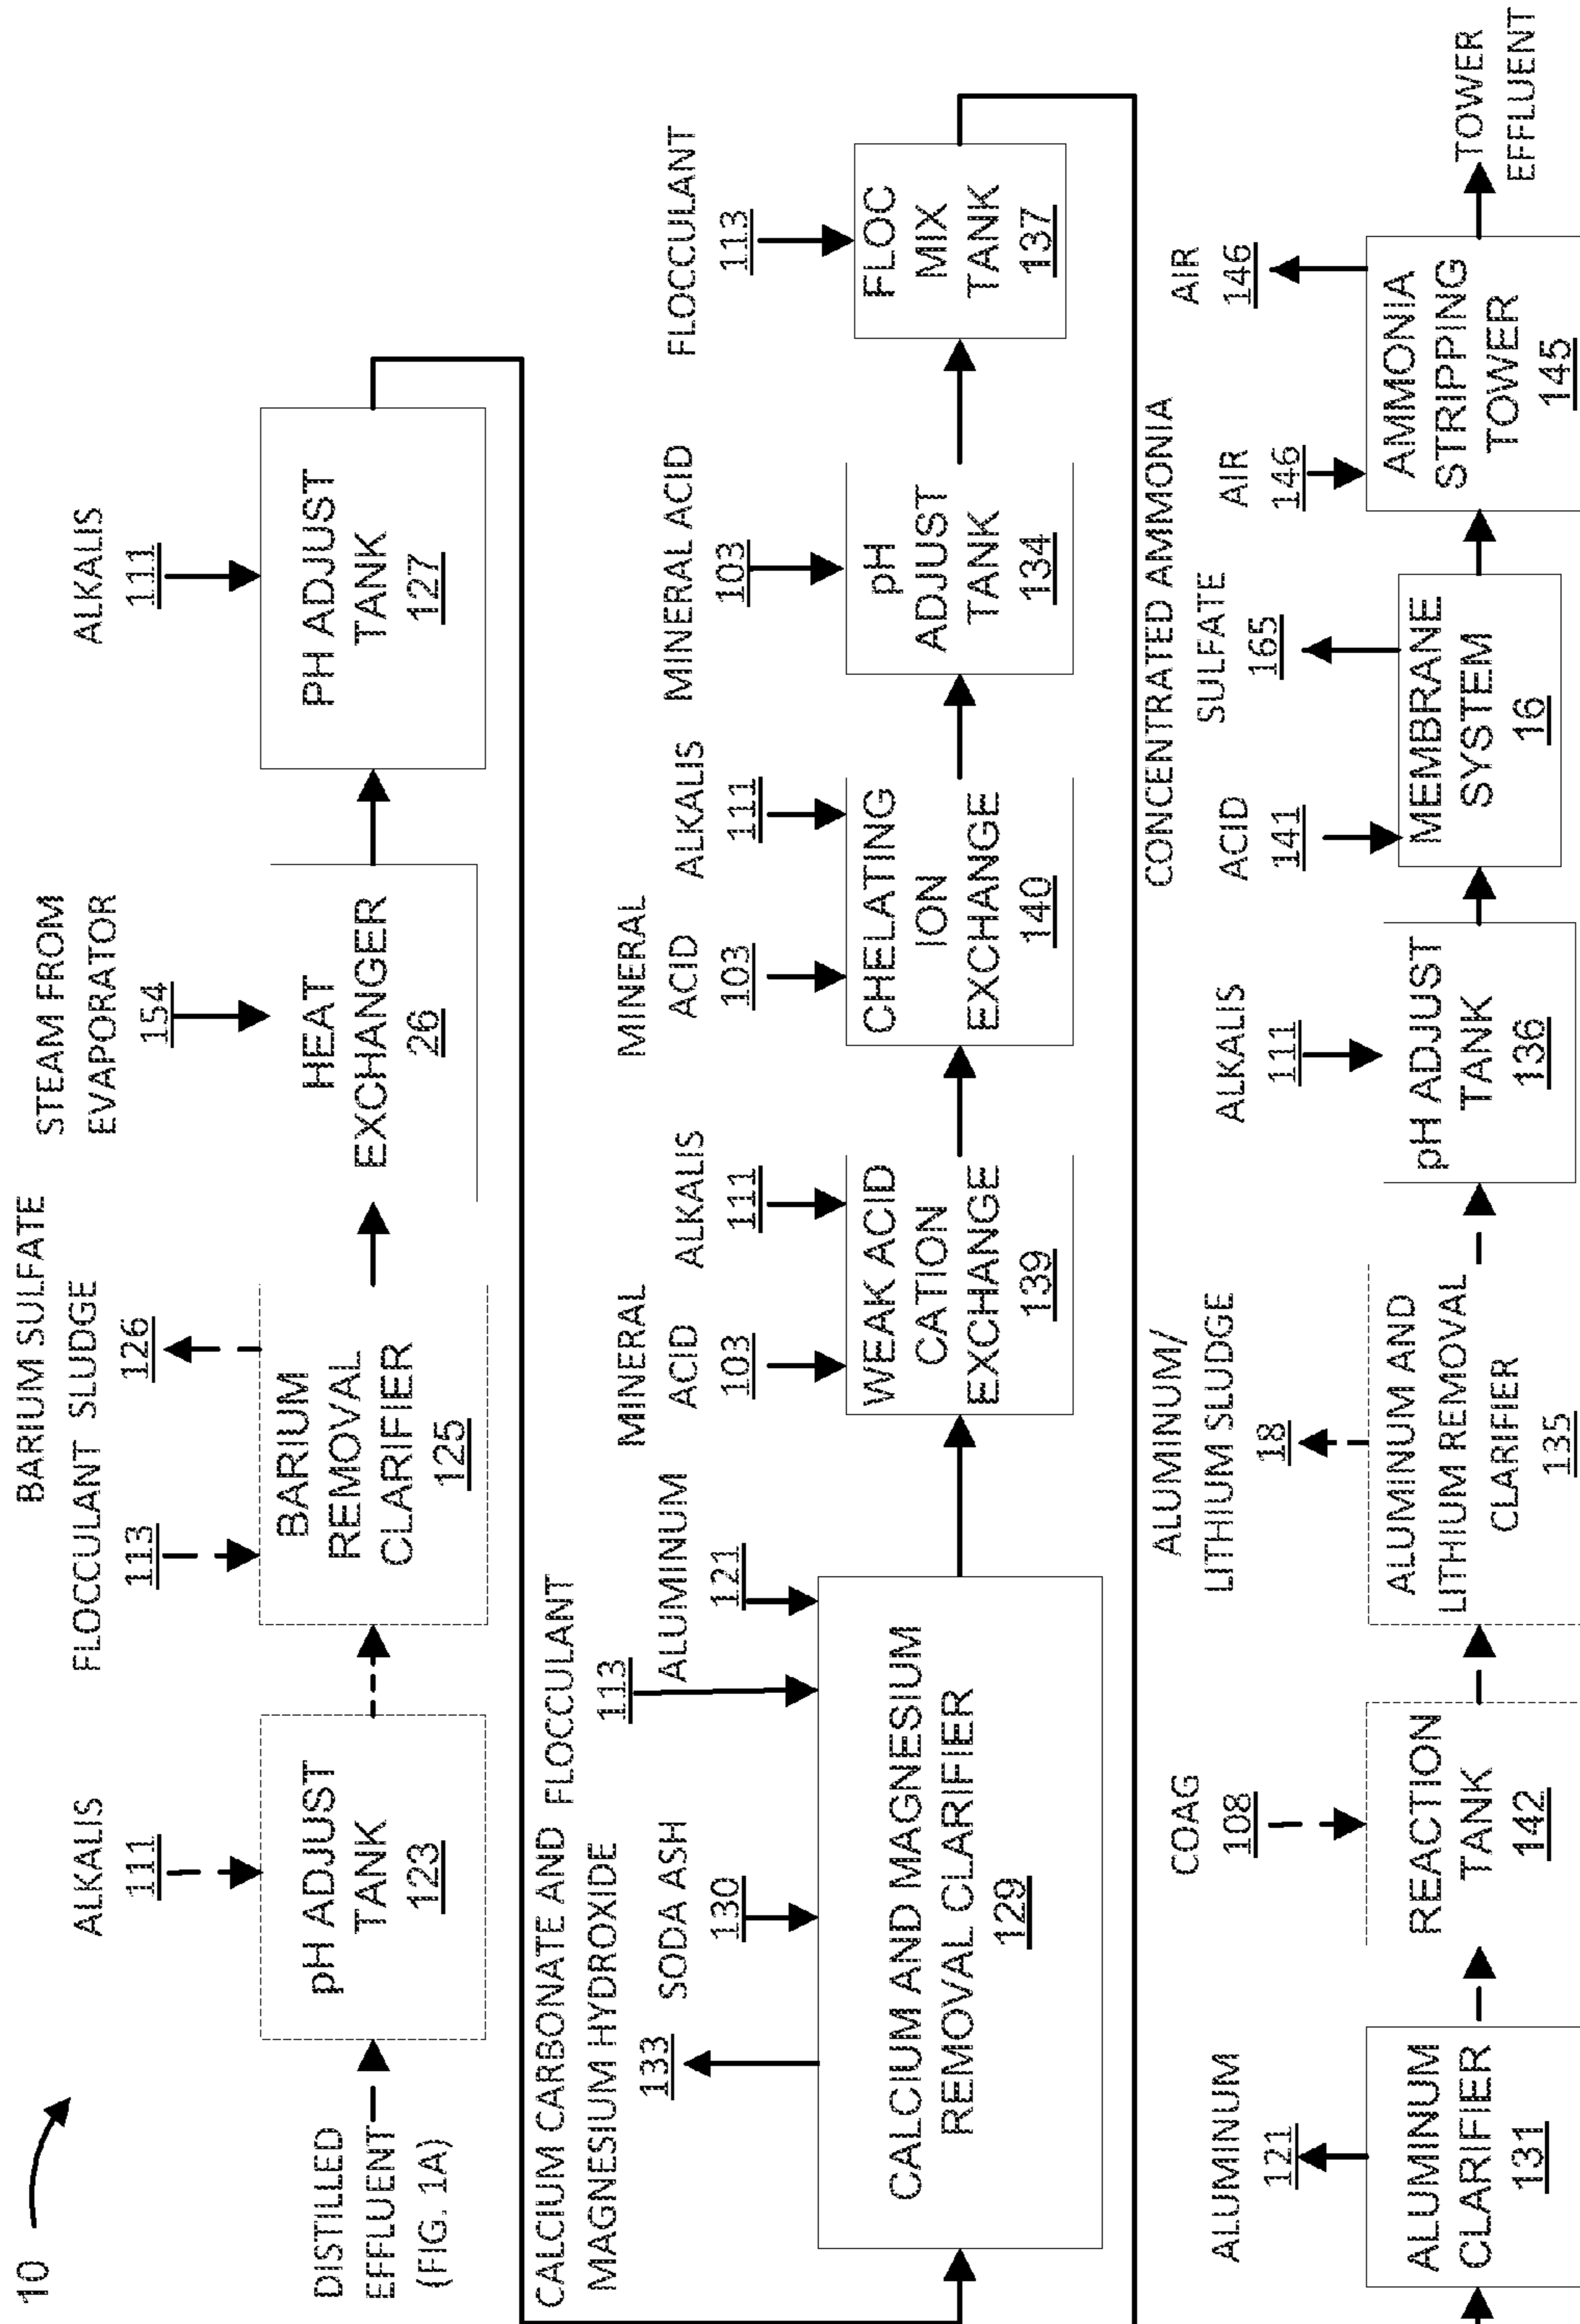 10
DISTILLED
EFFLUENT
(FIG. 1A)
ALKALIS
111
pH ADJUST
TANK
123
BARIUM SULFATE
FLOCCULANT SLUDGE
113
126
BARIUM
REMOVAL
CLARIFIER
125
STEAM FROM
EVAPORATOR
154
HEAT
EXCHANGER
26
ALKALIS
111
PH ADJUST
TANK
127
CALCIUM CARBONATE AND
MAGNESIUM HYDROXIDE
133
SODA ASH
130
FLOCCULANT
113
ALUMINUM
121
CALCIUM AND MAGNESIUM
REMOVAL CLARIFIER
129
MINERAL
ACID
103
ALKALIS
111
WEAK ACID
CATION
EXCHANGE
139
MINERAL
ACID
103
ALKALIS
111
CHELATING
ION
EXCHANGE
140
MINERAL ACID
103
pH
ADJUST
TANK
134
FLOCCULANT
113
FLOC
MIX
TANK
137
ALUMINUM
121
ALUMINUM
CLARIFIER
131
COAG
108
REACTION
TANK
142
ALUMINUM/
LITHIUM SLUDGE
18
ALUMINUM AND
LITHIUM REMOVAL
CLARIFIER
135
ALKALIS
111
pH ADJUST
TANK
136
CONCENTRATED AMMONIA
ACID
141
SULFATE
165
MEMBRANE
SYSTEM
16
AIR
146
AIR
146
AMMONIA
STRIPPING
TOWER
145
TOWER
EFFLUENT